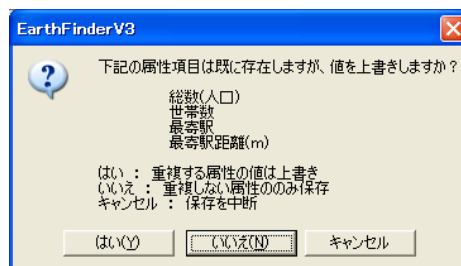 EarthFinderV3
下記の属性項目は既に存在しますが、値を上書きしますか？
総数(人口)
世帯数
最寄駅
最寄駅距離(m)
はい ： 重複する属性の値は上書き
いいえ ： 重複しない属性ののみ保存
キャンセル ： 保存を中断
はい(Y) いいえ(N) キャンセル